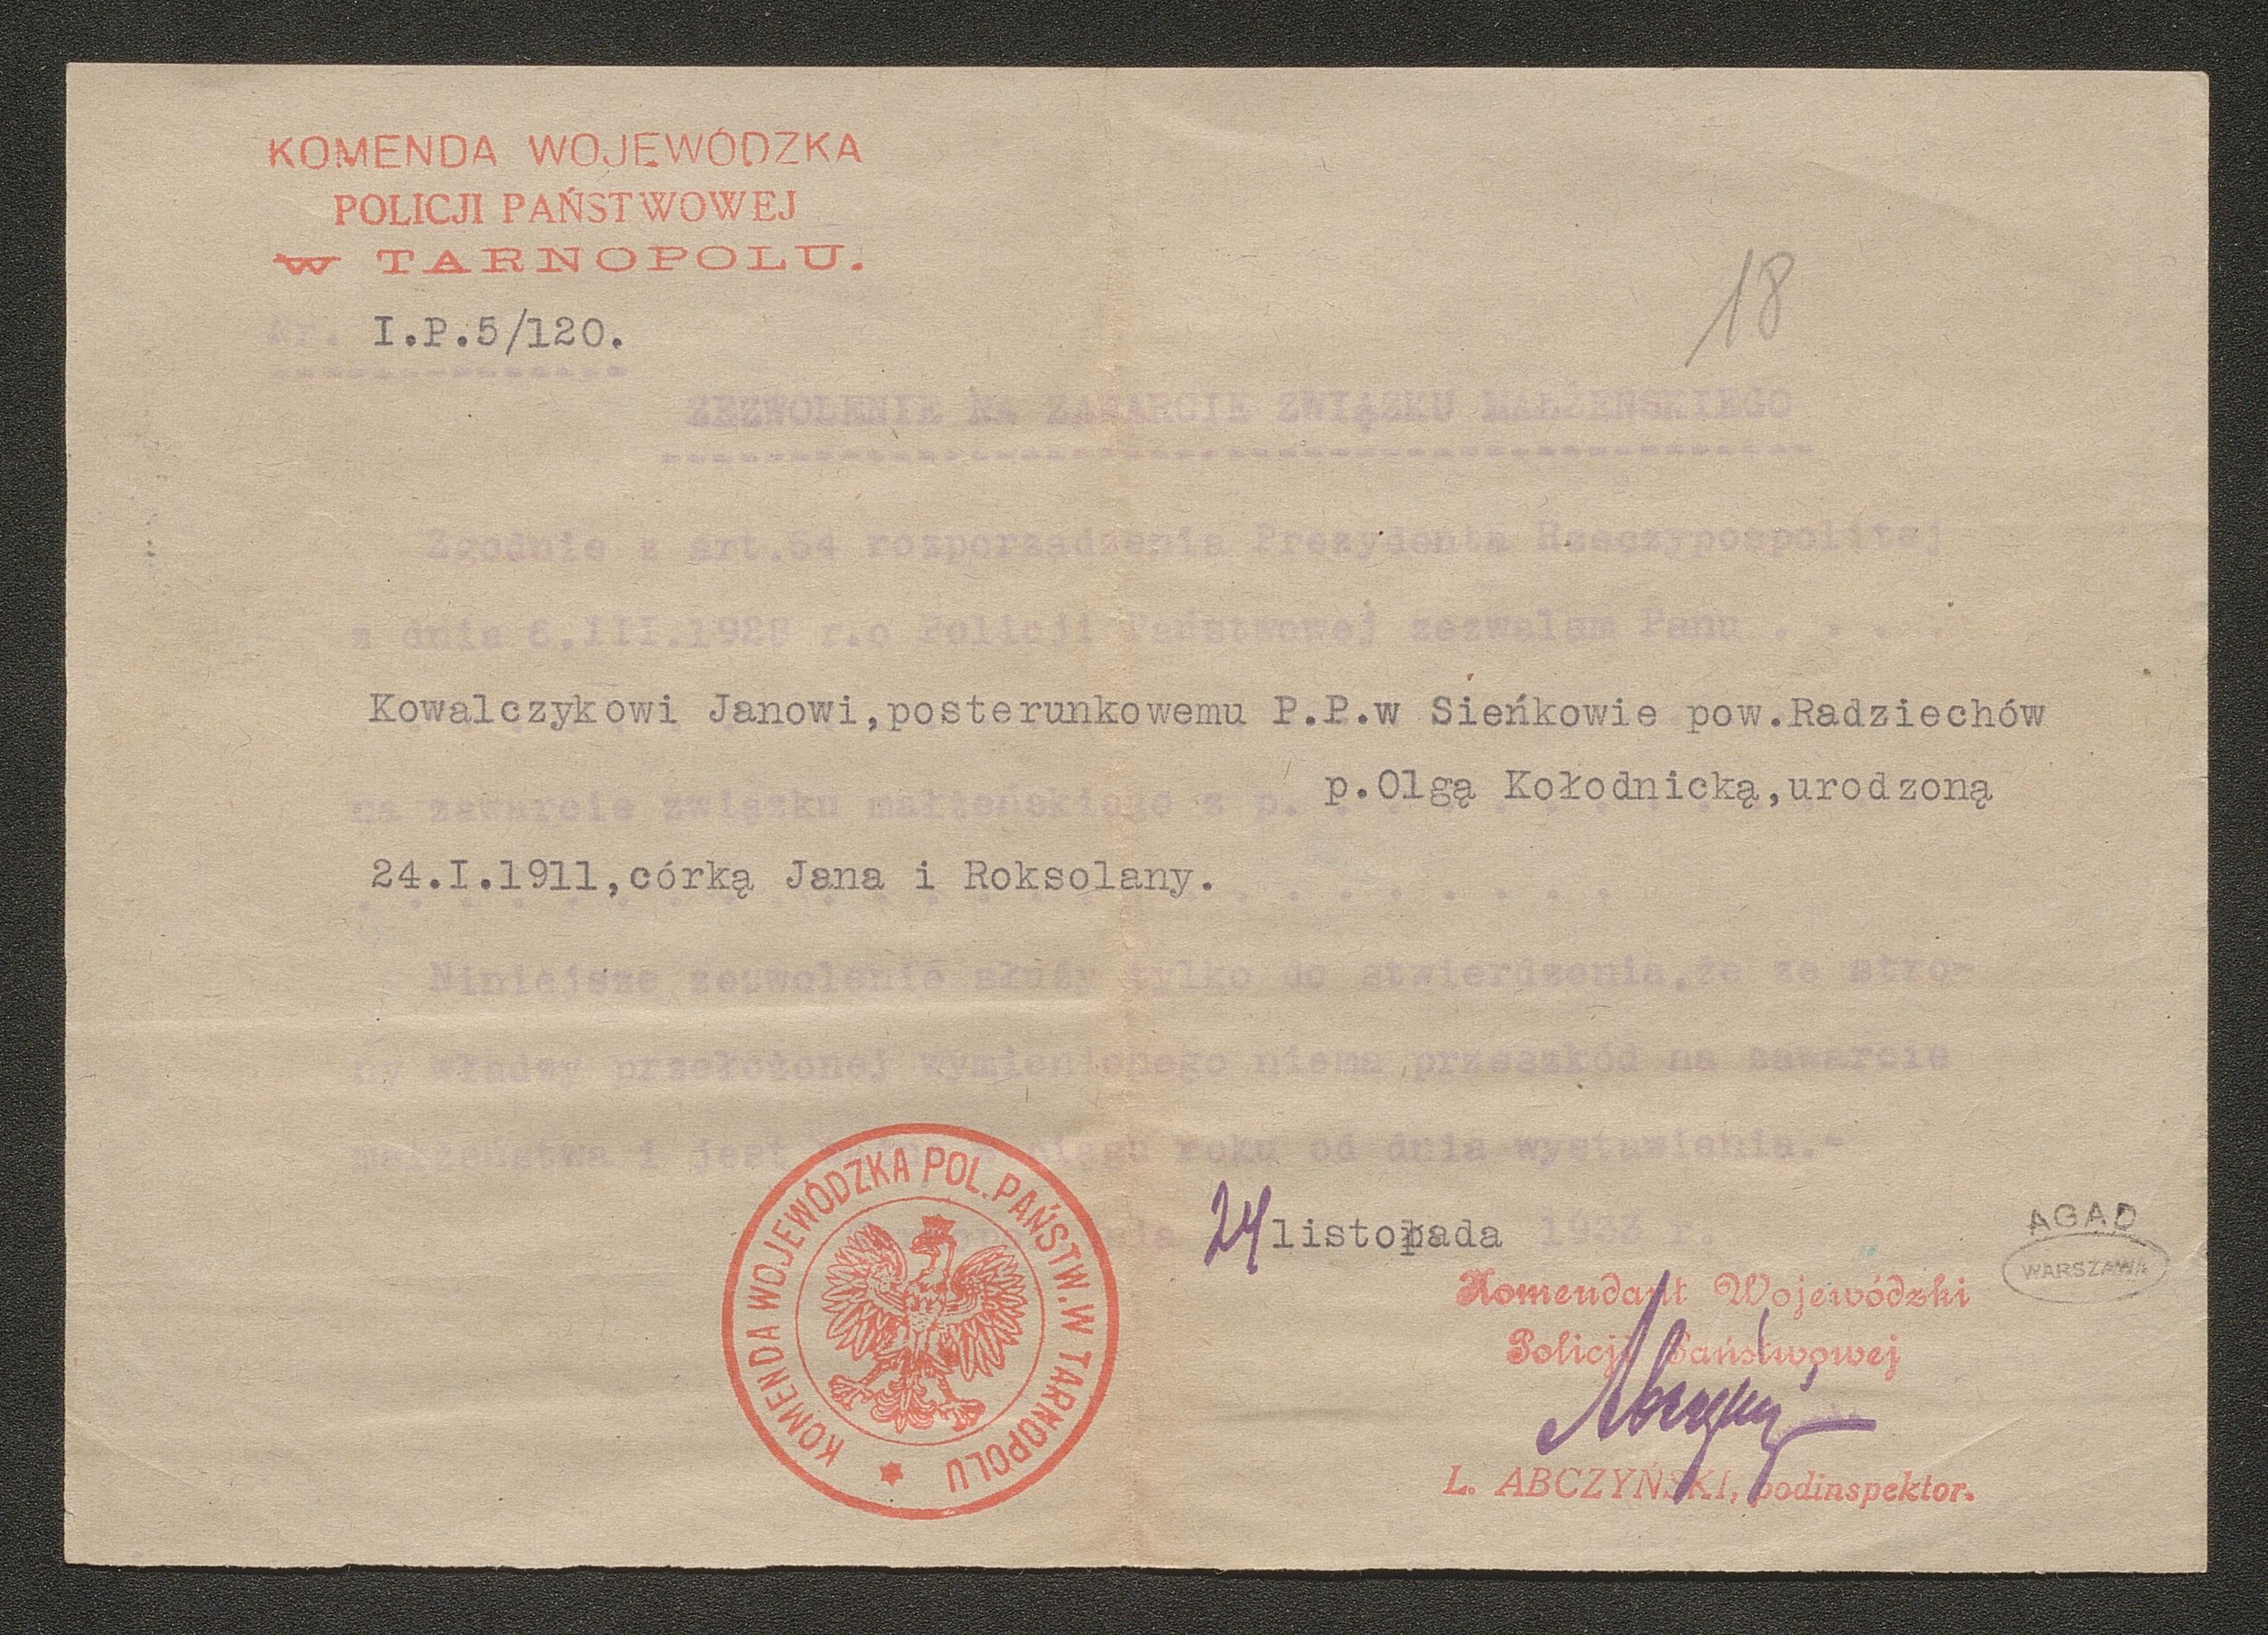 KOMENDA WOJEWÓDZKA
POLICJI PAŃSTWOWEJ
W TARNOPOLU.
Nr. I.P.5/120.
18
ZEZWOLENIE NA ZAWARCIE ZWIĄZKU MAŁŻEŃSKIEGO
Zgodnie z art.54 rozporządzenia Prezydenta Rzeczypospolitej
z dnia 6.III.1928 r.o Policji Państwowej zezwalam Panu . . . .
Kowalczykowi Janowi,posterunkowemu P.P.w Sieńkowie pow.Radziechów
na zawarcie związku małżeńskiego z p. p.Olgą Kołodnicką,urodzoną
24.I.1911,córką Jana i Roksolany.
Niniejsze zezwolenie służy tylko do stwierdzenia,że ze stro-
ny władzy przełożonej wymienionego niema przeszkód na zawarcie
małżeństwa i jest ciągu roku od dnia wystawienia.-
24 listopada 193 r.
Komendant Wojewódzki
Policji Państwowej
L. ABCZYŃSKI, podinspektor.
KOMENDA WOJEWÓDZKA POL. PAŃSTW. W TARNOPOLU
AGAD
WARSZAWA